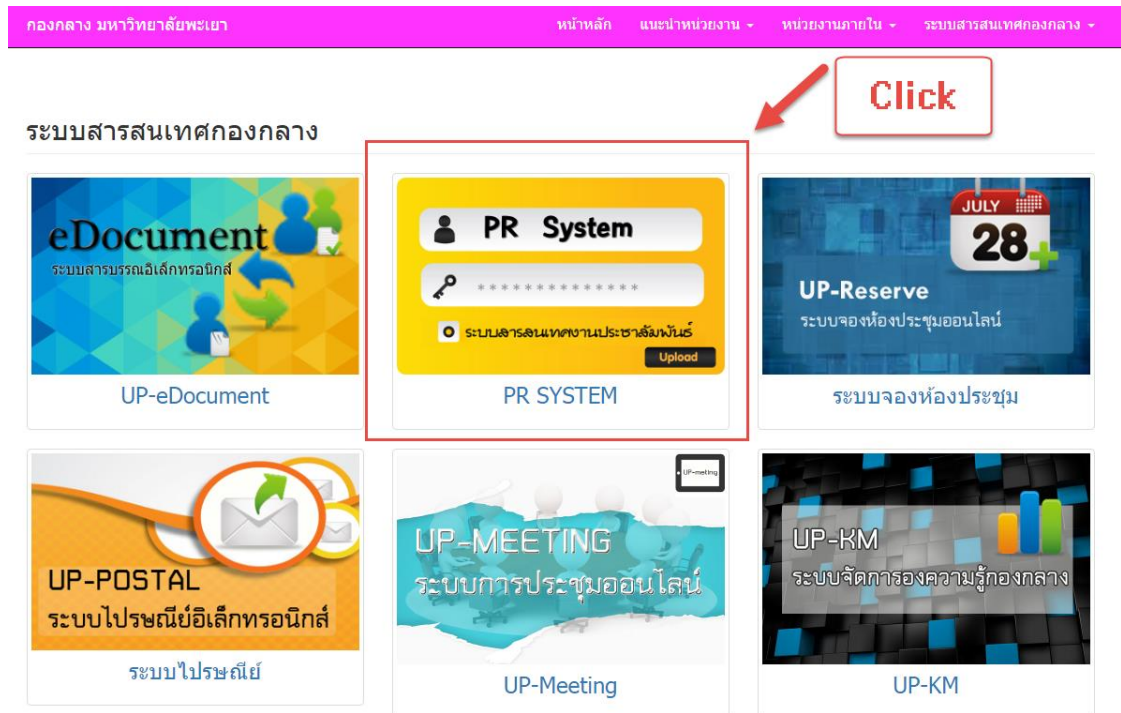 กองกลาง มหาวิทยาลัยพะเยา
หน้าหลัก แนะนำหน่วยงาน หน่วยงานภายใน ระบบสารสนเทศกองกลาง
Click
ระบบสารสนเทศกองกลาง
eDocument
ระบบสารบรรณอิเล็กทรอนิกส์
UP-eDocument
PR System
**************
ระบบสารสนเทศงานประชาสัมพันธ์
Upload
PR SYSTEM
JULY
28
UP-Reserve
ระบบจองห้องประชุมออนไลน์
ระบบจองห้องประชุม
UP-POSTAL
ระบบไปรษณีย์อิเล็กทรอนิกส์
ระบบไปรษณีย์
UP-meting
UP-MEETING
ระบบการประชุมออนไลน์
UP-Meeting
UP-KM
ระบบจัดการองความรู้กองกลาง
UP-KM